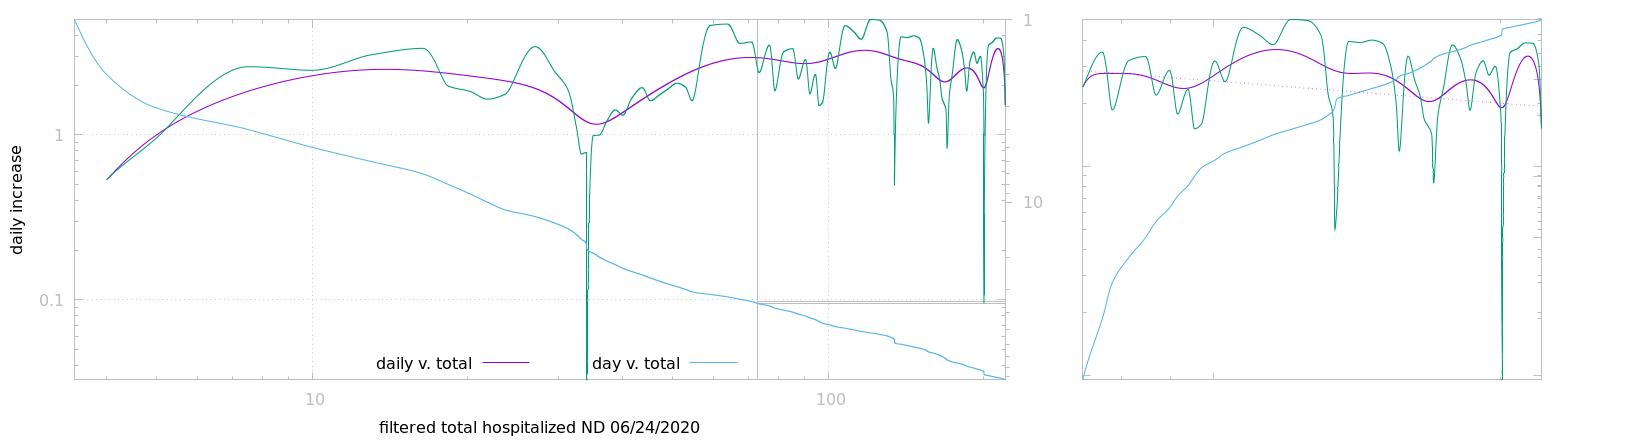 1
1
10
daily increase
0.1
daily v. total
day v. total
10
100
filtered total hospitalized ND 06/24/2020